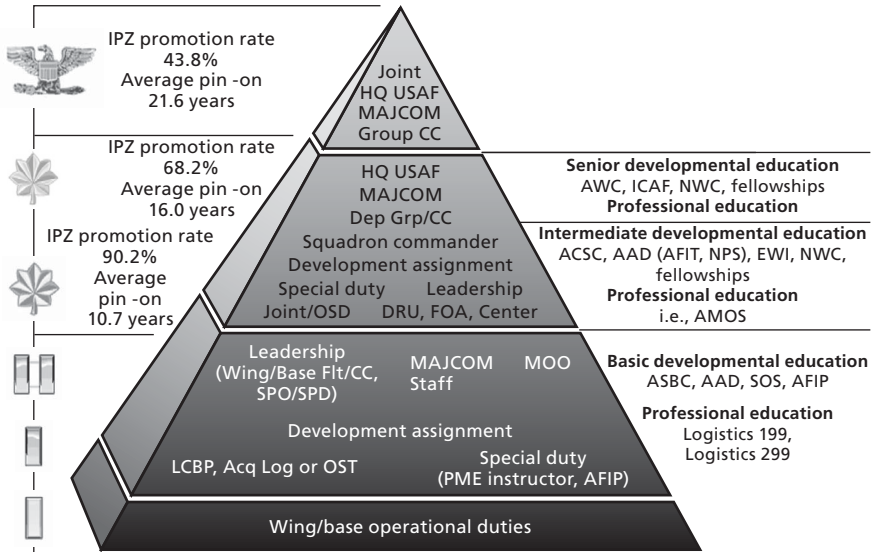 IPZ promotion rate
43.8%
Average pin -on
21.6 years
IPZ promotion rate
68.2%
Average pin -on
16.0 years
IPZ promotion rate
90.2%
Average
pin -on
10.7 years
Joint
HQ USAF
MAJCOM
Group CC
HQ USAF
MAJCOM
Dep Grp/CC
Squadron commander
Development assignment
Special duty Leadership
Joint/OSD DRU, FOA, Center
Leadership
(Wing/Base Flt/CC,
SPO/SPD)
MAJCOM
Staff
MOO
Development assignment
LCBP, Acq Log or OST
Special duty
(PME instructor, AFIP)
Wing/base operational duties
Senior developmental education
AWC, ICAF, NWC, fellowships
Professional education
Intermediate developmental education
ACSC, AAD (AFIT, NPS), EWI, NWC,
fellowships
Professional education
i.e., AMOS
Basic developmental education
ASBC, AAD, SOS, AFIP
Professional education
Logistics 199,
Logistics 299